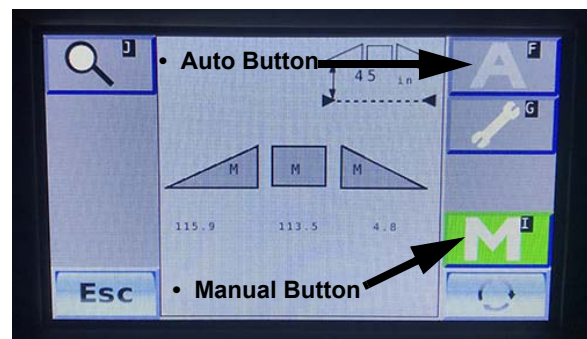 J
• Auto Button
A F
45 in
G
M M M
115.9 113.5 4.8
M I
Esc
• Manual Button